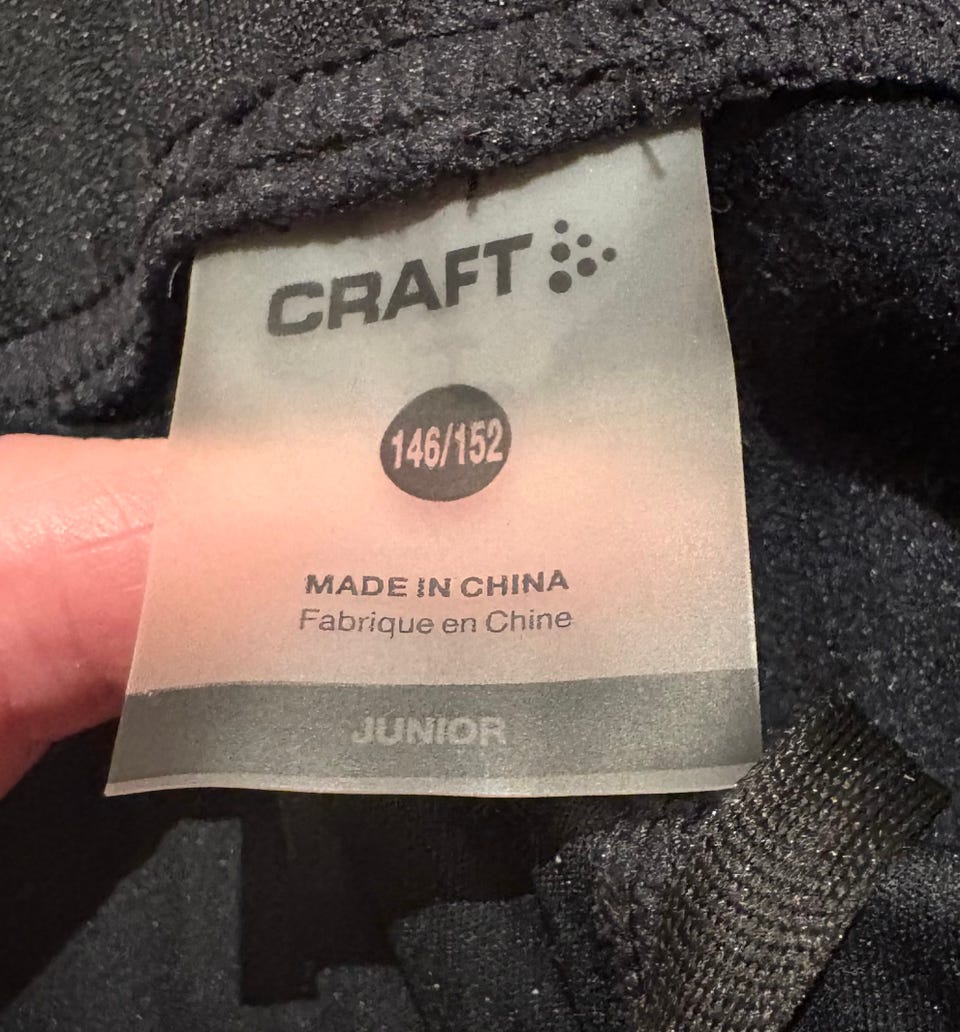 CRAFT
146/152
MADE IN CHINA
Fabrique en Chine
JUNIOR